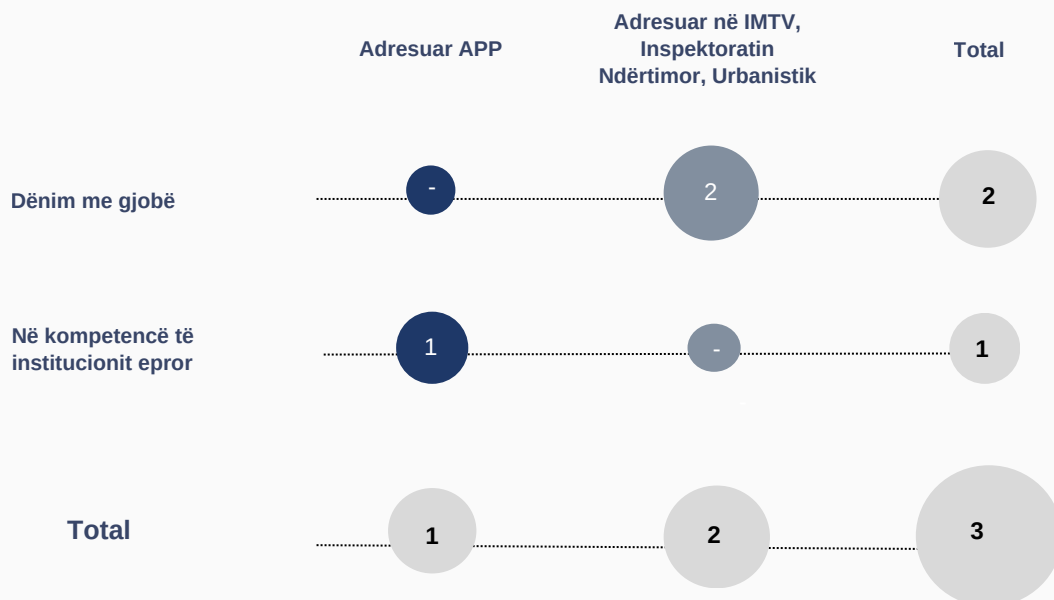 Adresuar APP
Adresuar në IMTV,
Inspektoratin
Ndërtimor, Urbanistik
Total
Dënim me gjobë
-
2
2
Në kompetencë të
institucionit epror
1
-
1
Total
1
2
3